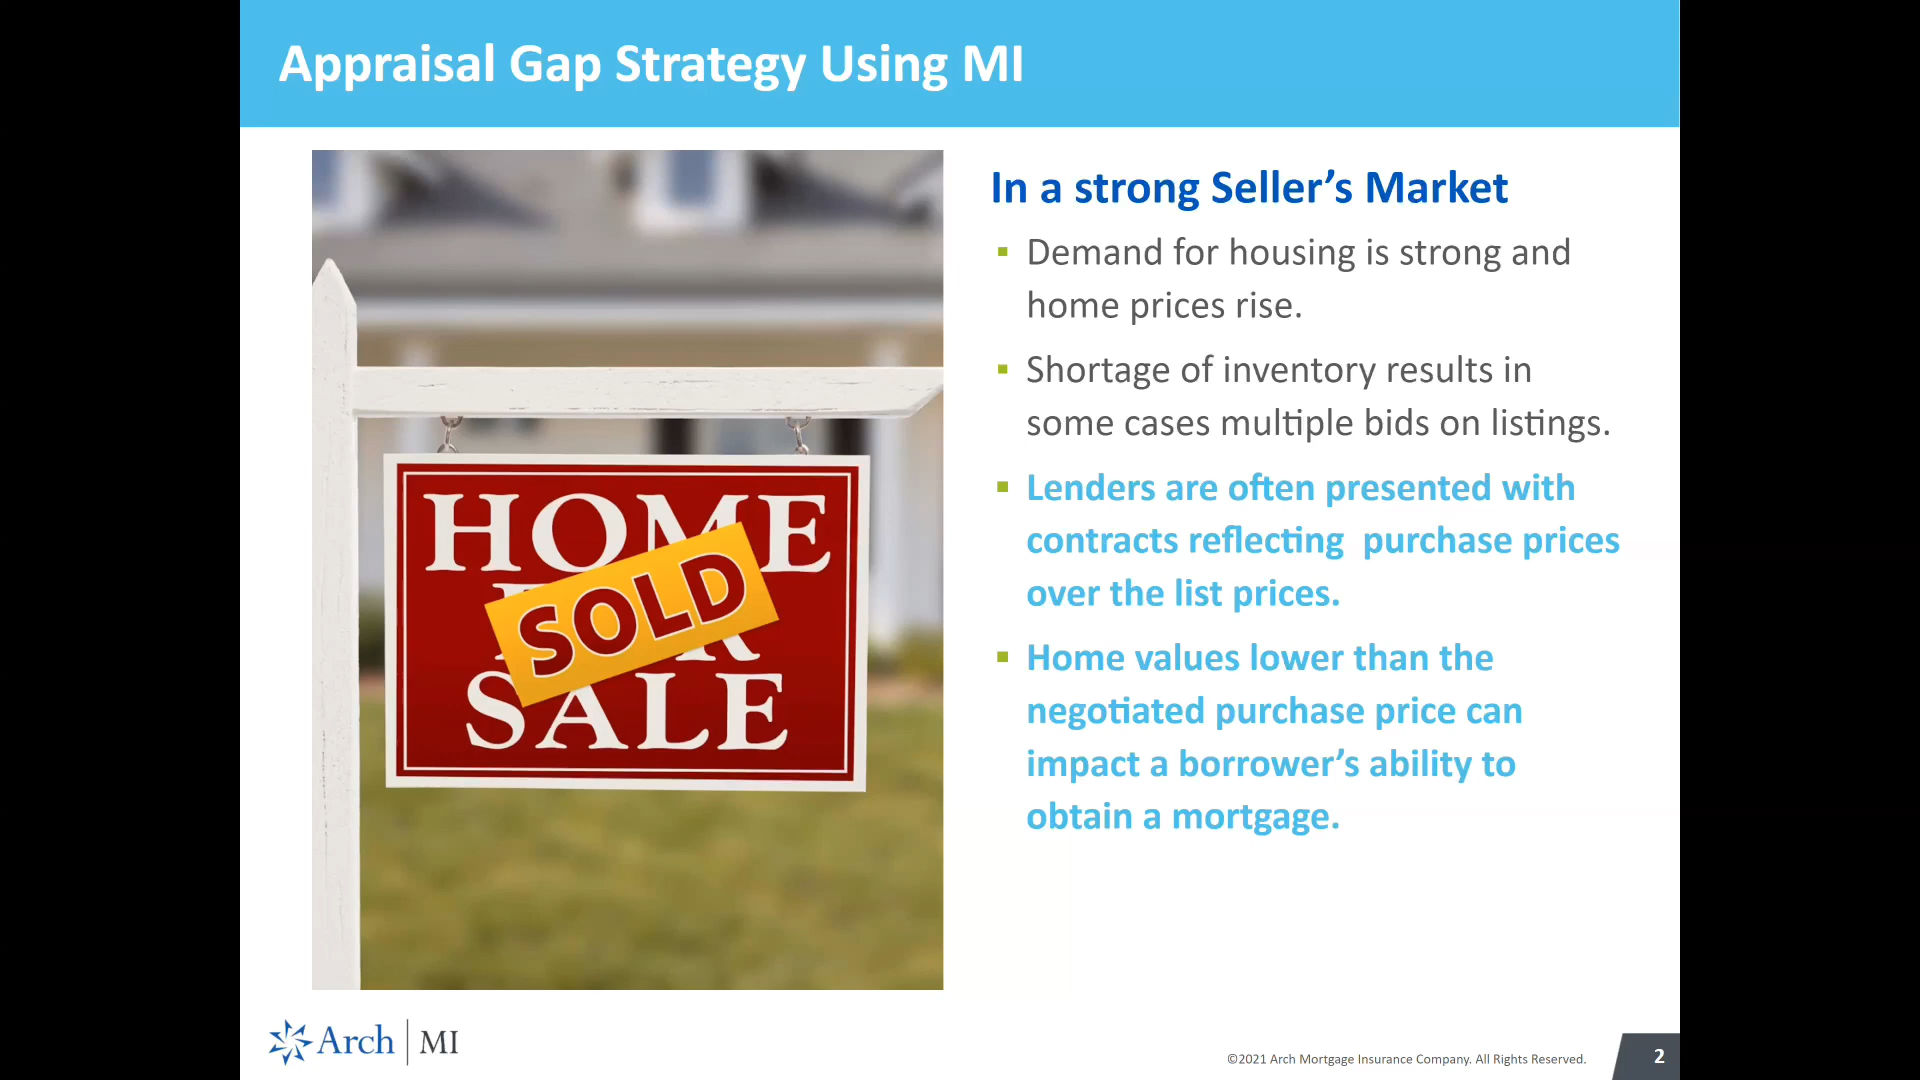 Appraisal Gap Strategy Using MI
In a strong Seller’s Market
▪ Demand for housing is strong and
home prices rise.
▪ Shortage of inventory results in
some cases multiple bids on listings.
▪ Lenders are often presented with
contracts reflecting  purchase prices
over the list prices.
▪ Home values lower than the
negotiated purchase price can
impact a borrower’s ability to
obtain a mortgage.
HOME
SOLD
SALE
Arch | MI
©2021 Arch Mortgage Insurance Company. All Rights Reserved.
2